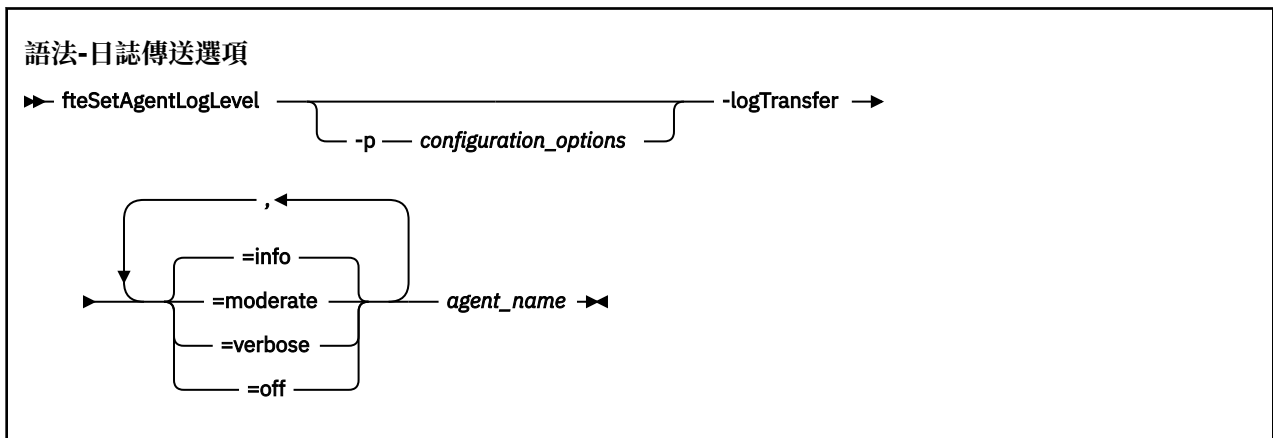 語法-日誌傳送選項
fteSetAgentLogLevel -logTransfer
-p configuration_options
,
=info
=moderate agent_name
=verbose
=off